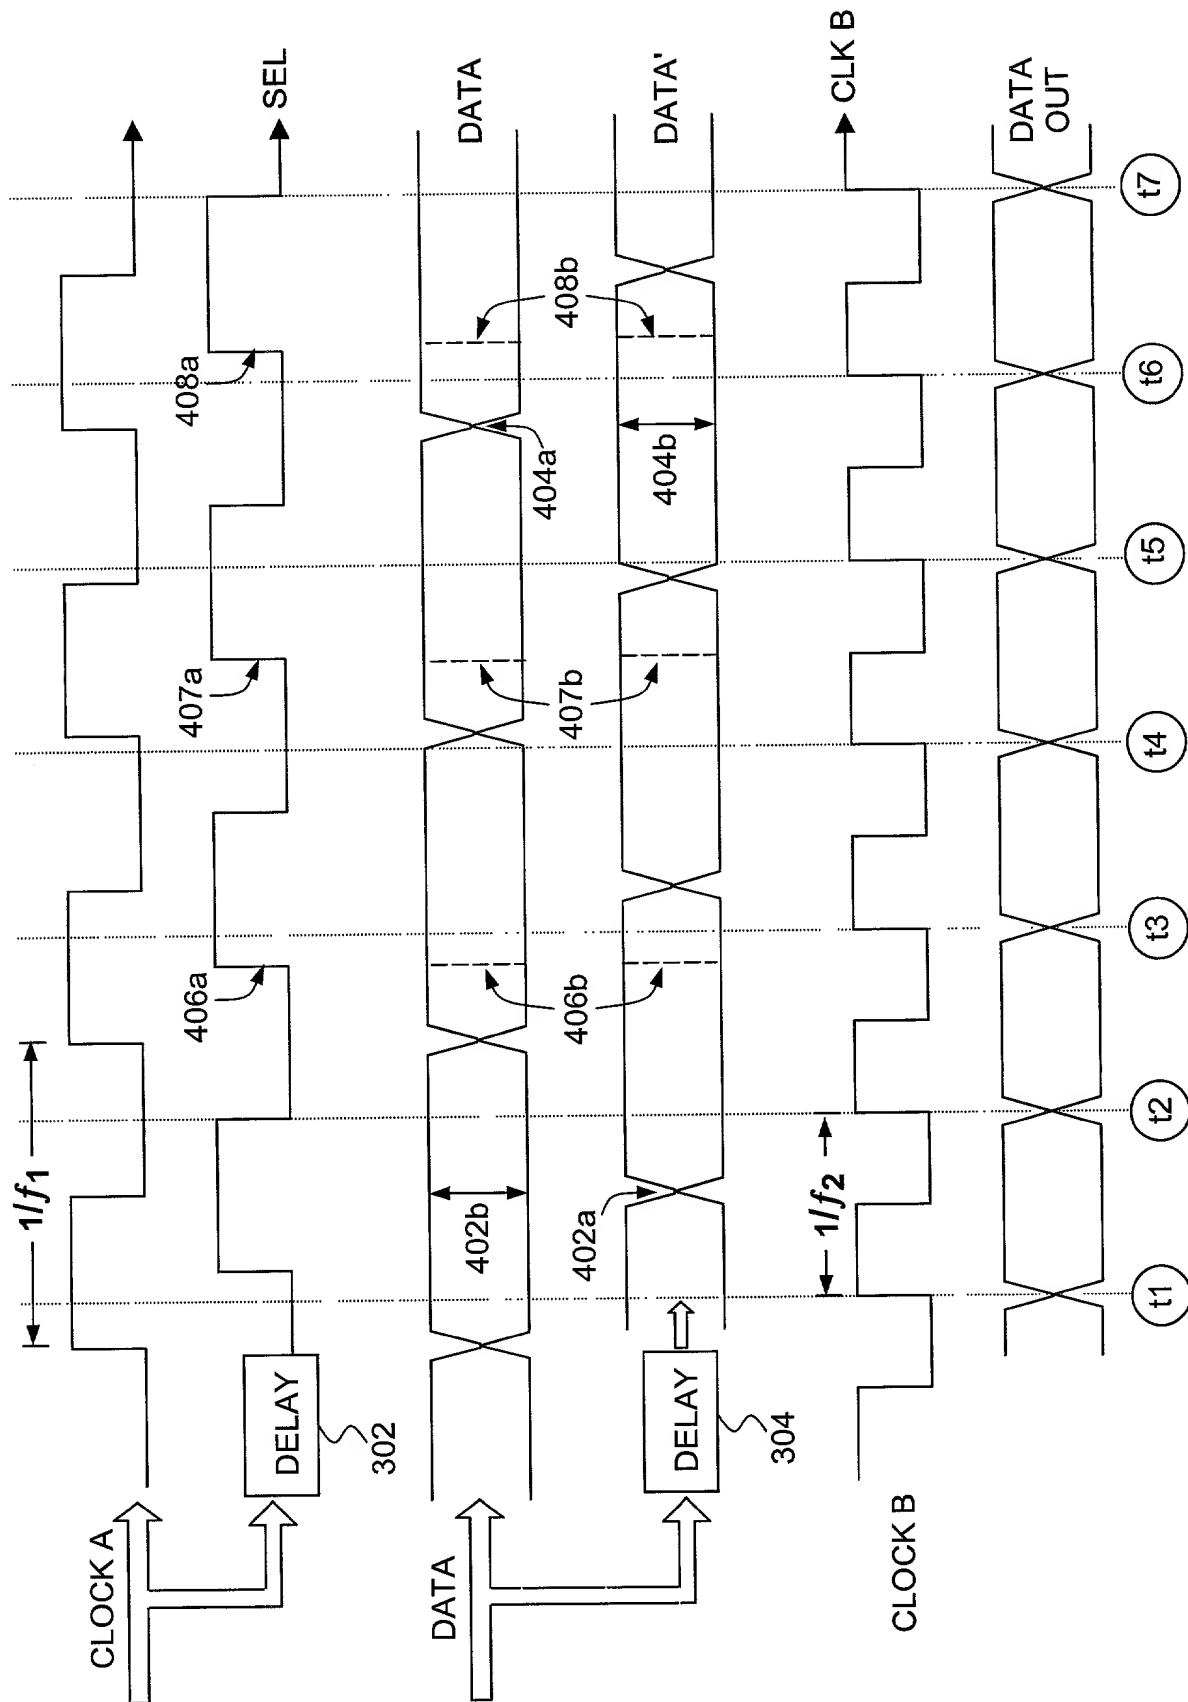 CLOCK A
1/f1
DELAY
302
406a
407a
408a
SEL
DATA
402b
406b
407b
404a
408b
DATA
DELAY
304
402a
404b
DATA'
CLOCK B
1/f2
CLK B
DATA
OUT
t1
t2
t3
t4
t5
t6
t7